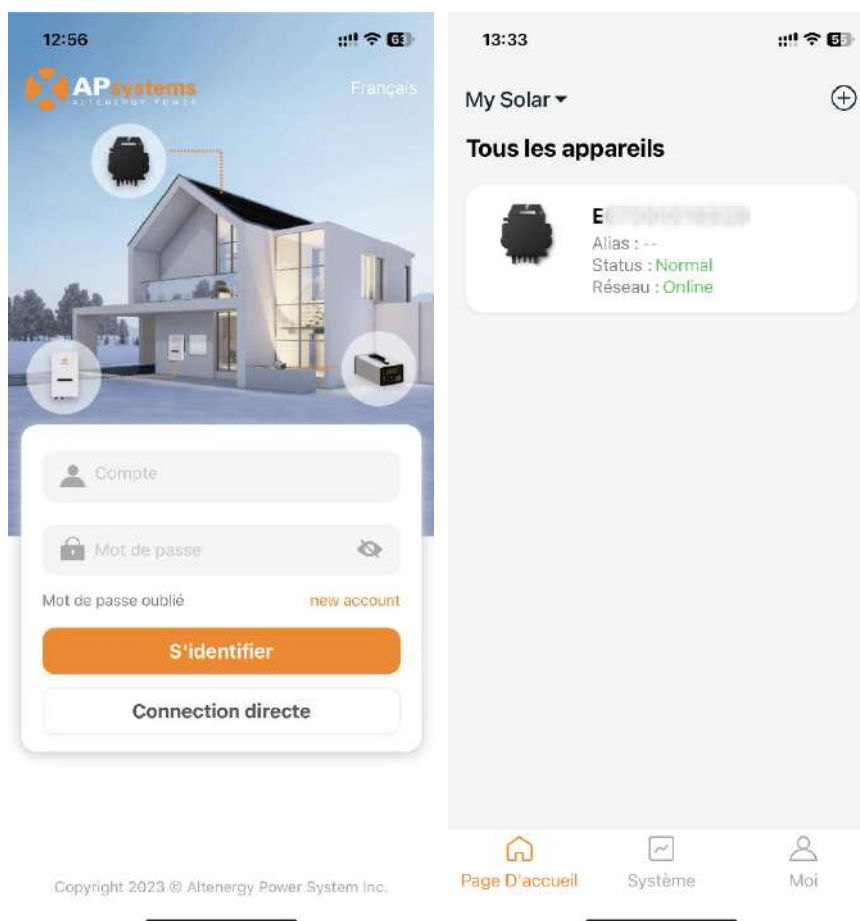 12:56
63
APsystems
ALTENERGY POWER
Français
Compte
Mot de passe
Mot de passe oublié
new account
S'identifier
Connection directe
Copyright 2023 © Altenergy Power System Inc.
13:33
55
My Solar
Tous les appareils
E
Alias : --
Status : Normal
Réseau : Online
Page D'accueil
Système
Moi